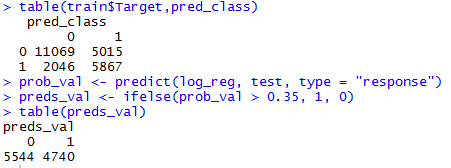 > table(train$Target,pred_class)
   pred_class
        0     1
  0 11069  5015
  1  2046  5867
> prob_val <- predict(log_reg, test, type = "response")
> preds_val <- ifelse(prob_val > 0.35, 1, 0)
> table(preds_val)
preds_val
   0    1
5544 4740